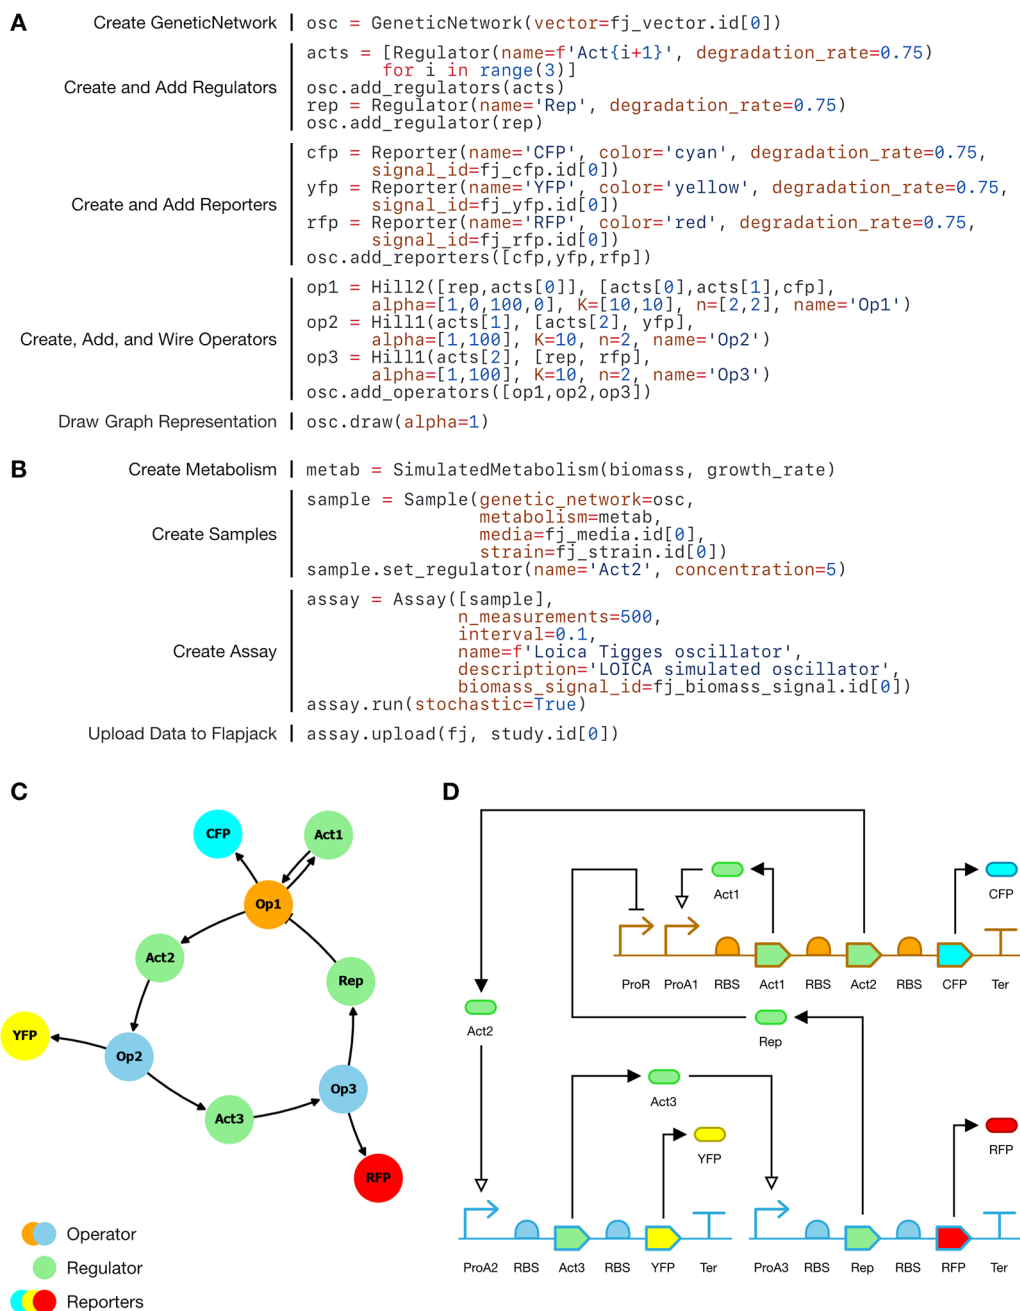 A
Create GeneticNetwork
osc = GeneticNetwork(vector=fj_vector.id[0])
Create and Add Regulators
acts = [Regulator(name=f'Act{i+1}', degradation_rate=0.75)
for i in range(3)]
osc.add_regulators(acts)
rep = Regulator(name='Rep', degradation_rate=0.75)
osc.add_regulator(rep)
Create and Add Reporters
cfp = Reporter(name='CFP', color='cyan', degradation_rate=0.75,
signal_id=fj_cfp.id[0])
yfp = Reporter(name='YFP', color='yellow', degradation_rate=0.75,
signal_id=fj_yfp.id[0])
rfp = Reporter(name='RFP', color='red', degradation_rate=0.75,
signal_id=fj_rfp.id[0])
osc.add_reporters([cfp,yfp,rfp])
Create, Add, and Wire Operators
op1 = Hill2([rep,acts[0]], [acts[0],acts[1],cfp],
alpha=[1,0,100,0], K=[10,10], n=[2,2], name='Op1')
op2 = Hill1(acts[1], [acts[2], yfp],
alpha=[1,100], K=10, n=2, name='Op2')
op3 = Hill1(acts[2], [rep, rfp],
alpha=[1,100], K=10, n=2, name='Op3')
osc.add_operators([op1,op2,op3])
Draw Graph Representation
osc.draw(alpha=1)
B
Create Metabolism
metab = SimulatedMetabolism(biomass, growth_rate)
Create Samples
sample = Sample(genetic_network=osc,
metabolism=metab,
media=fj_media.id[0],
strain=fj_strain.id[0])
sample.set_regulator(name='Act2', concentration=5)
Create Assay
assay = Assay([sample],
n_measurements=500,
interval=0.1,
name=f'Loica Tigges oscillator',
description='LOICA simulated oscillator',
biomass_signal_id=fj_biomass_signal.id[0])
assay.run(stochastic=True)
Upload Data to Flapjack
assay.upload(fj, study.id[0])
C
CFP
Act1
Op1
Act2
Rep
YFP
Op2
Op3
Act3
RFP
Operator
Regulator
Reporters
D
Act1
CFP
ProR ProA1 RBS Act1 RBS Act2 RBS CFP Ter
Act2
Rep
Act3
YFP
RFP
ProA2 RBS Act3 RBS YFP Ter
ProA3 RBS Rep RBS RFP Ter